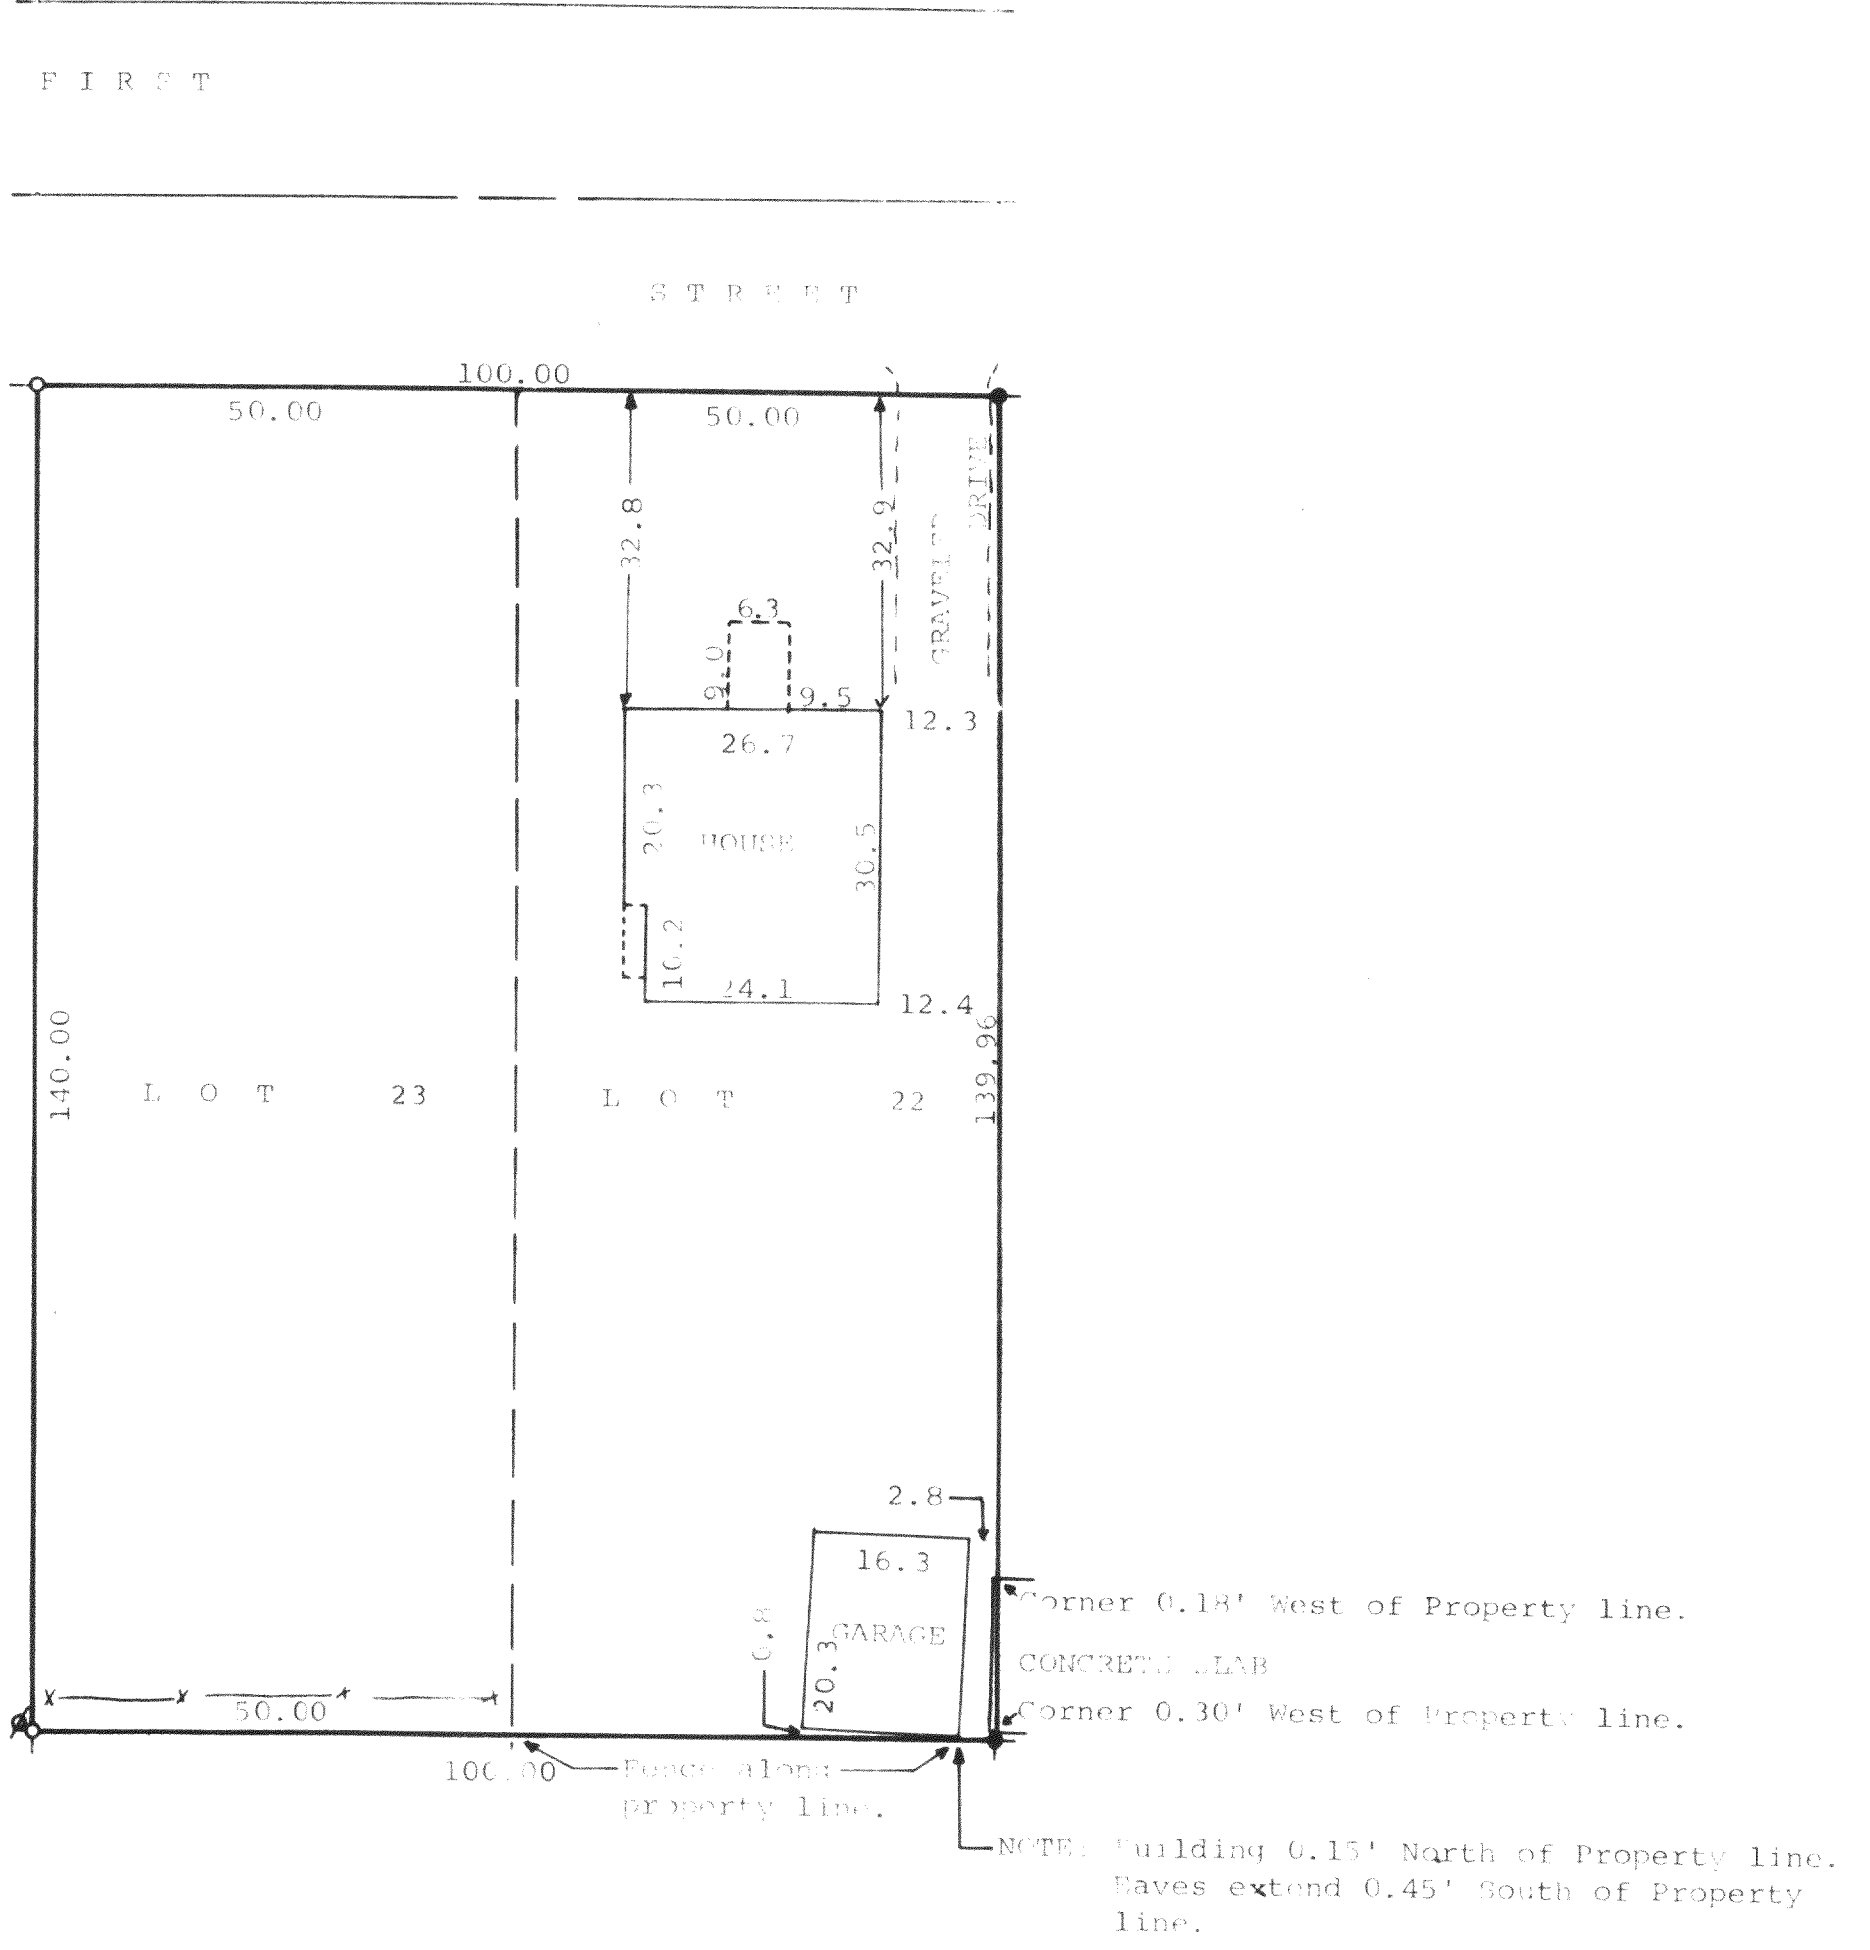 FIRST
STREET
100.00
50.00
50.00
32.8
32.9
GRAVELED
DRIVE
6.3
9.0
9.5
12.3
26.7
20.3
HOUSE
30.5
10.2
24.1
12.4
140.00
139.96
LOT 23
LOT 22
2.8
16.3
Corner 0.18' West of Property line.
0.8
GARAGE
20.3
CONCRETE SLAB
50.00
Corner 0.30' West of Property line.
100.00
Fence along
property line.
NOTE: Building 0.15' North of Property line.
Eaves extend 0.45' South of Property
line.